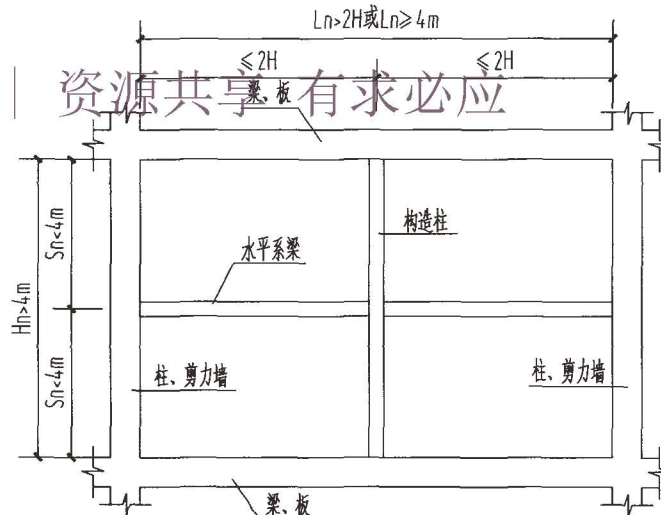 Ln>2H或Ln≥4m
≤2H
≤2H
资源共享 有求必应
梁、板
构造柱
水平系梁
Hn>4m
Sn<4m
Sn<4m
柱、剪力墙
柱、剪力墙
梁、板